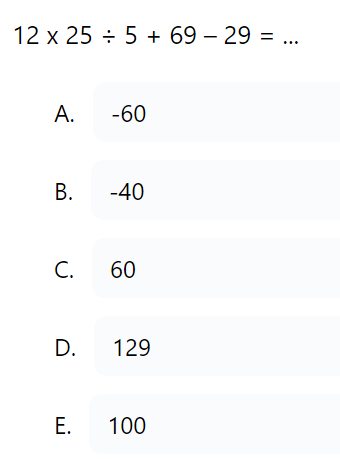 12 x 25 ÷ 5 + 69 – 29 = ...
A. -60
B. -40
C. 60
D. 129
E. 100